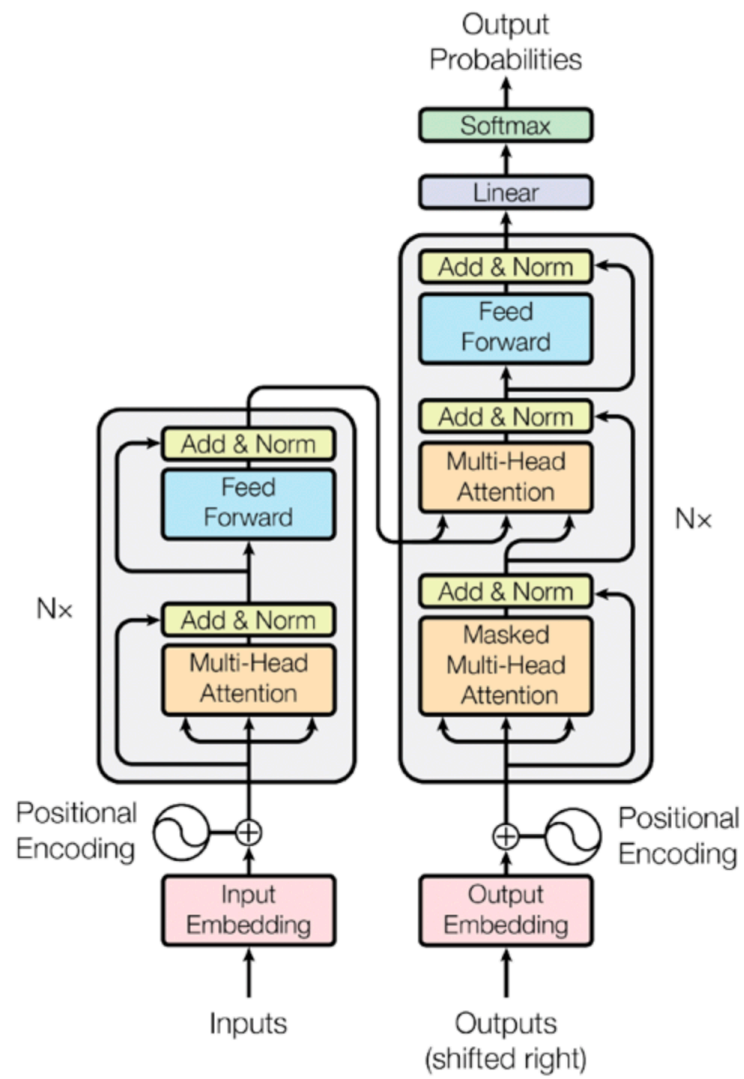 Output
Probabilities
Softmax
Linear
Add & Norm
Feed
Forward
Add & Norm
Multi-Head
Attention
Nx
Add & Norm
Masked
Multi-Head
Attention
Add & Norm
Feed
Forward
Nx
Add & Norm
Multi-Head
Attention
Positional
Encoding
Positional
Encoding
Input
Embedding
Output
Embedding
Inputs
Outputs
(shifted right)